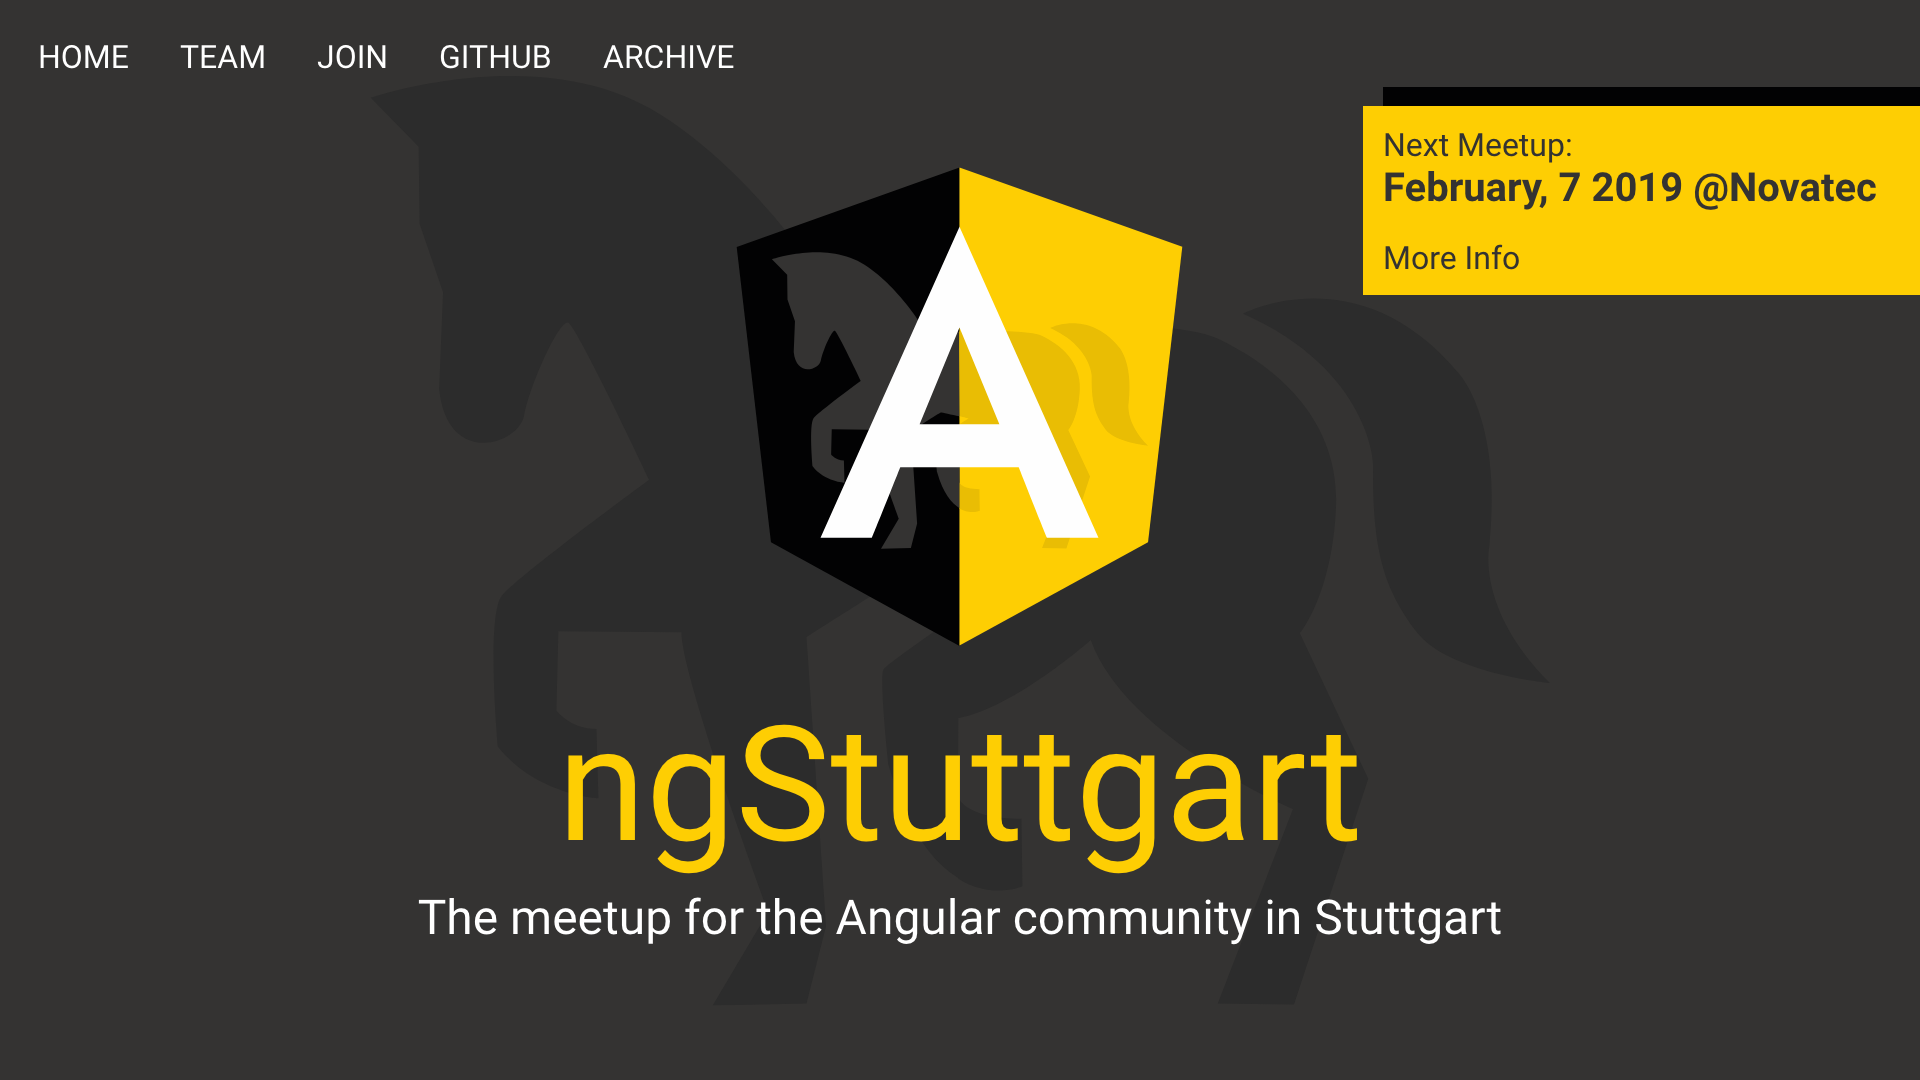 HOME TEAM JOIN GITHUB ARCHIVE
Next Meetup:
February, 7 2019 @Novatec
More Info
A
ngStuttgart
The meetup for the Angular community in Stuttgart